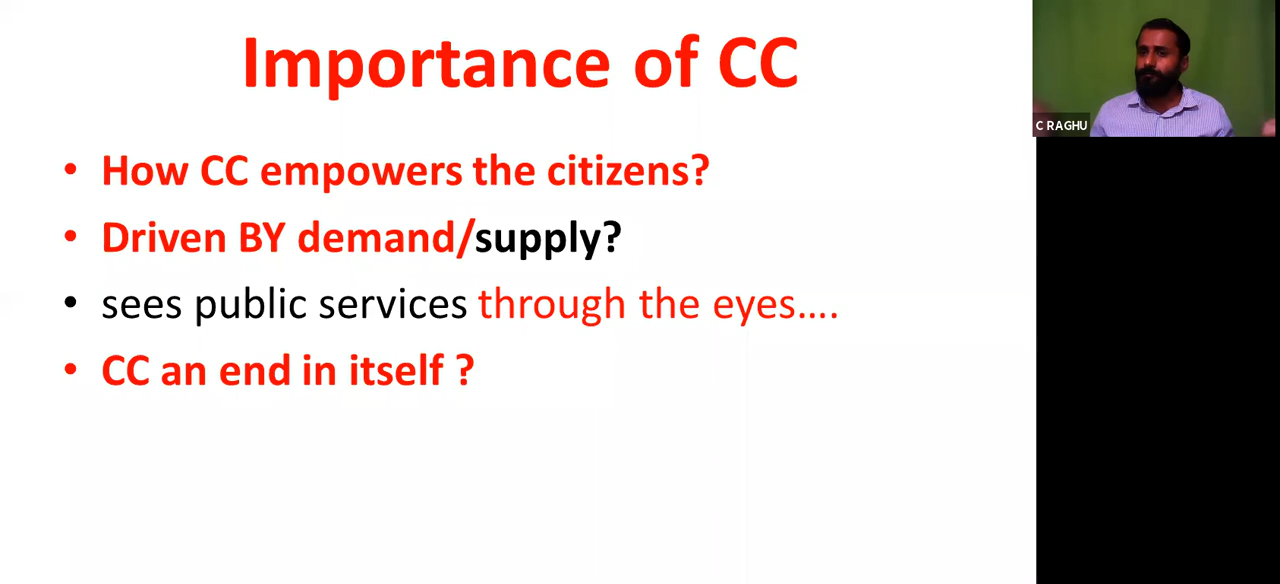 Importance of CC
• How CC empowers the citizens?
• Driven BY demand/supply?
• sees public services through the eyes….
• CC an end in itself ?
C RAGHU